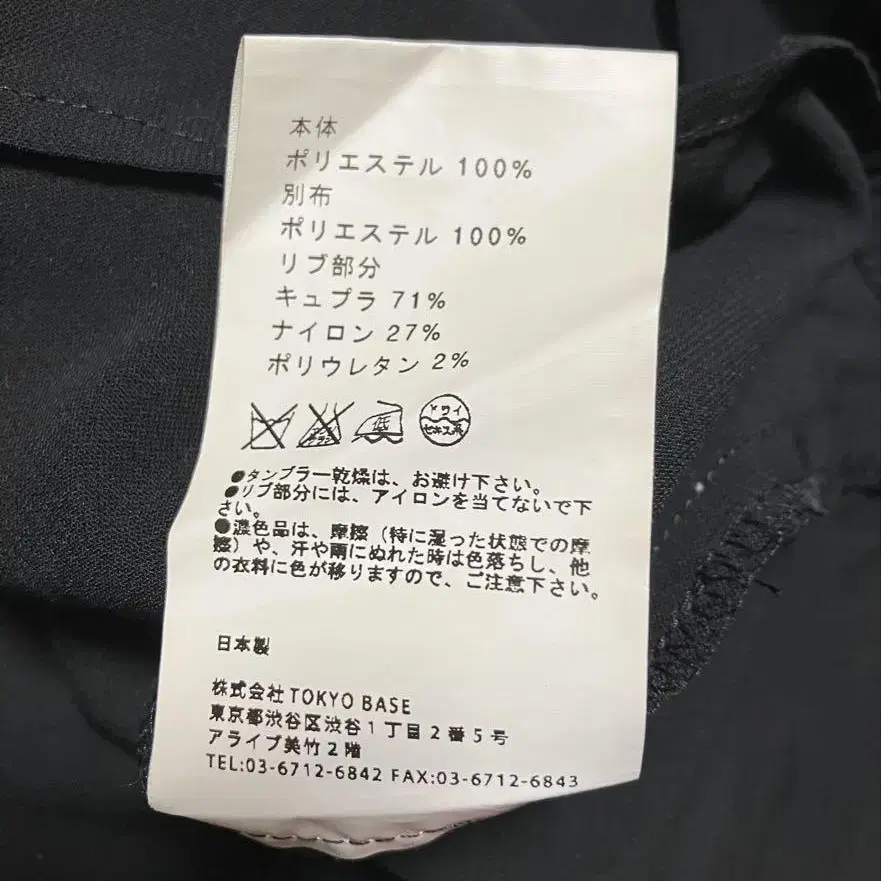 本体
ポリエステル 100%
別布
ポリエステル 100%
リブ部分
キュプラ 71%
ナイロン 27%
ポリウレタン 2%
低 ドライ
セキユ系
●タンブラー乾燥は、お避け下さい。
●リブ部分には、アイロンを当てないで下
さい。
●濃色品は、摩擦（特に湿った状態での摩
擦）や、汗や雨にぬれた時は色落ちし、他
の衣料に色が移りますので、ご注意下さい。
日本製
株式会社TOKYO BASE
東京都渋谷区渋谷1丁目2番5号
アライブ美竹2階
TEL:03-6712-6842 FAX:03-6712-6843